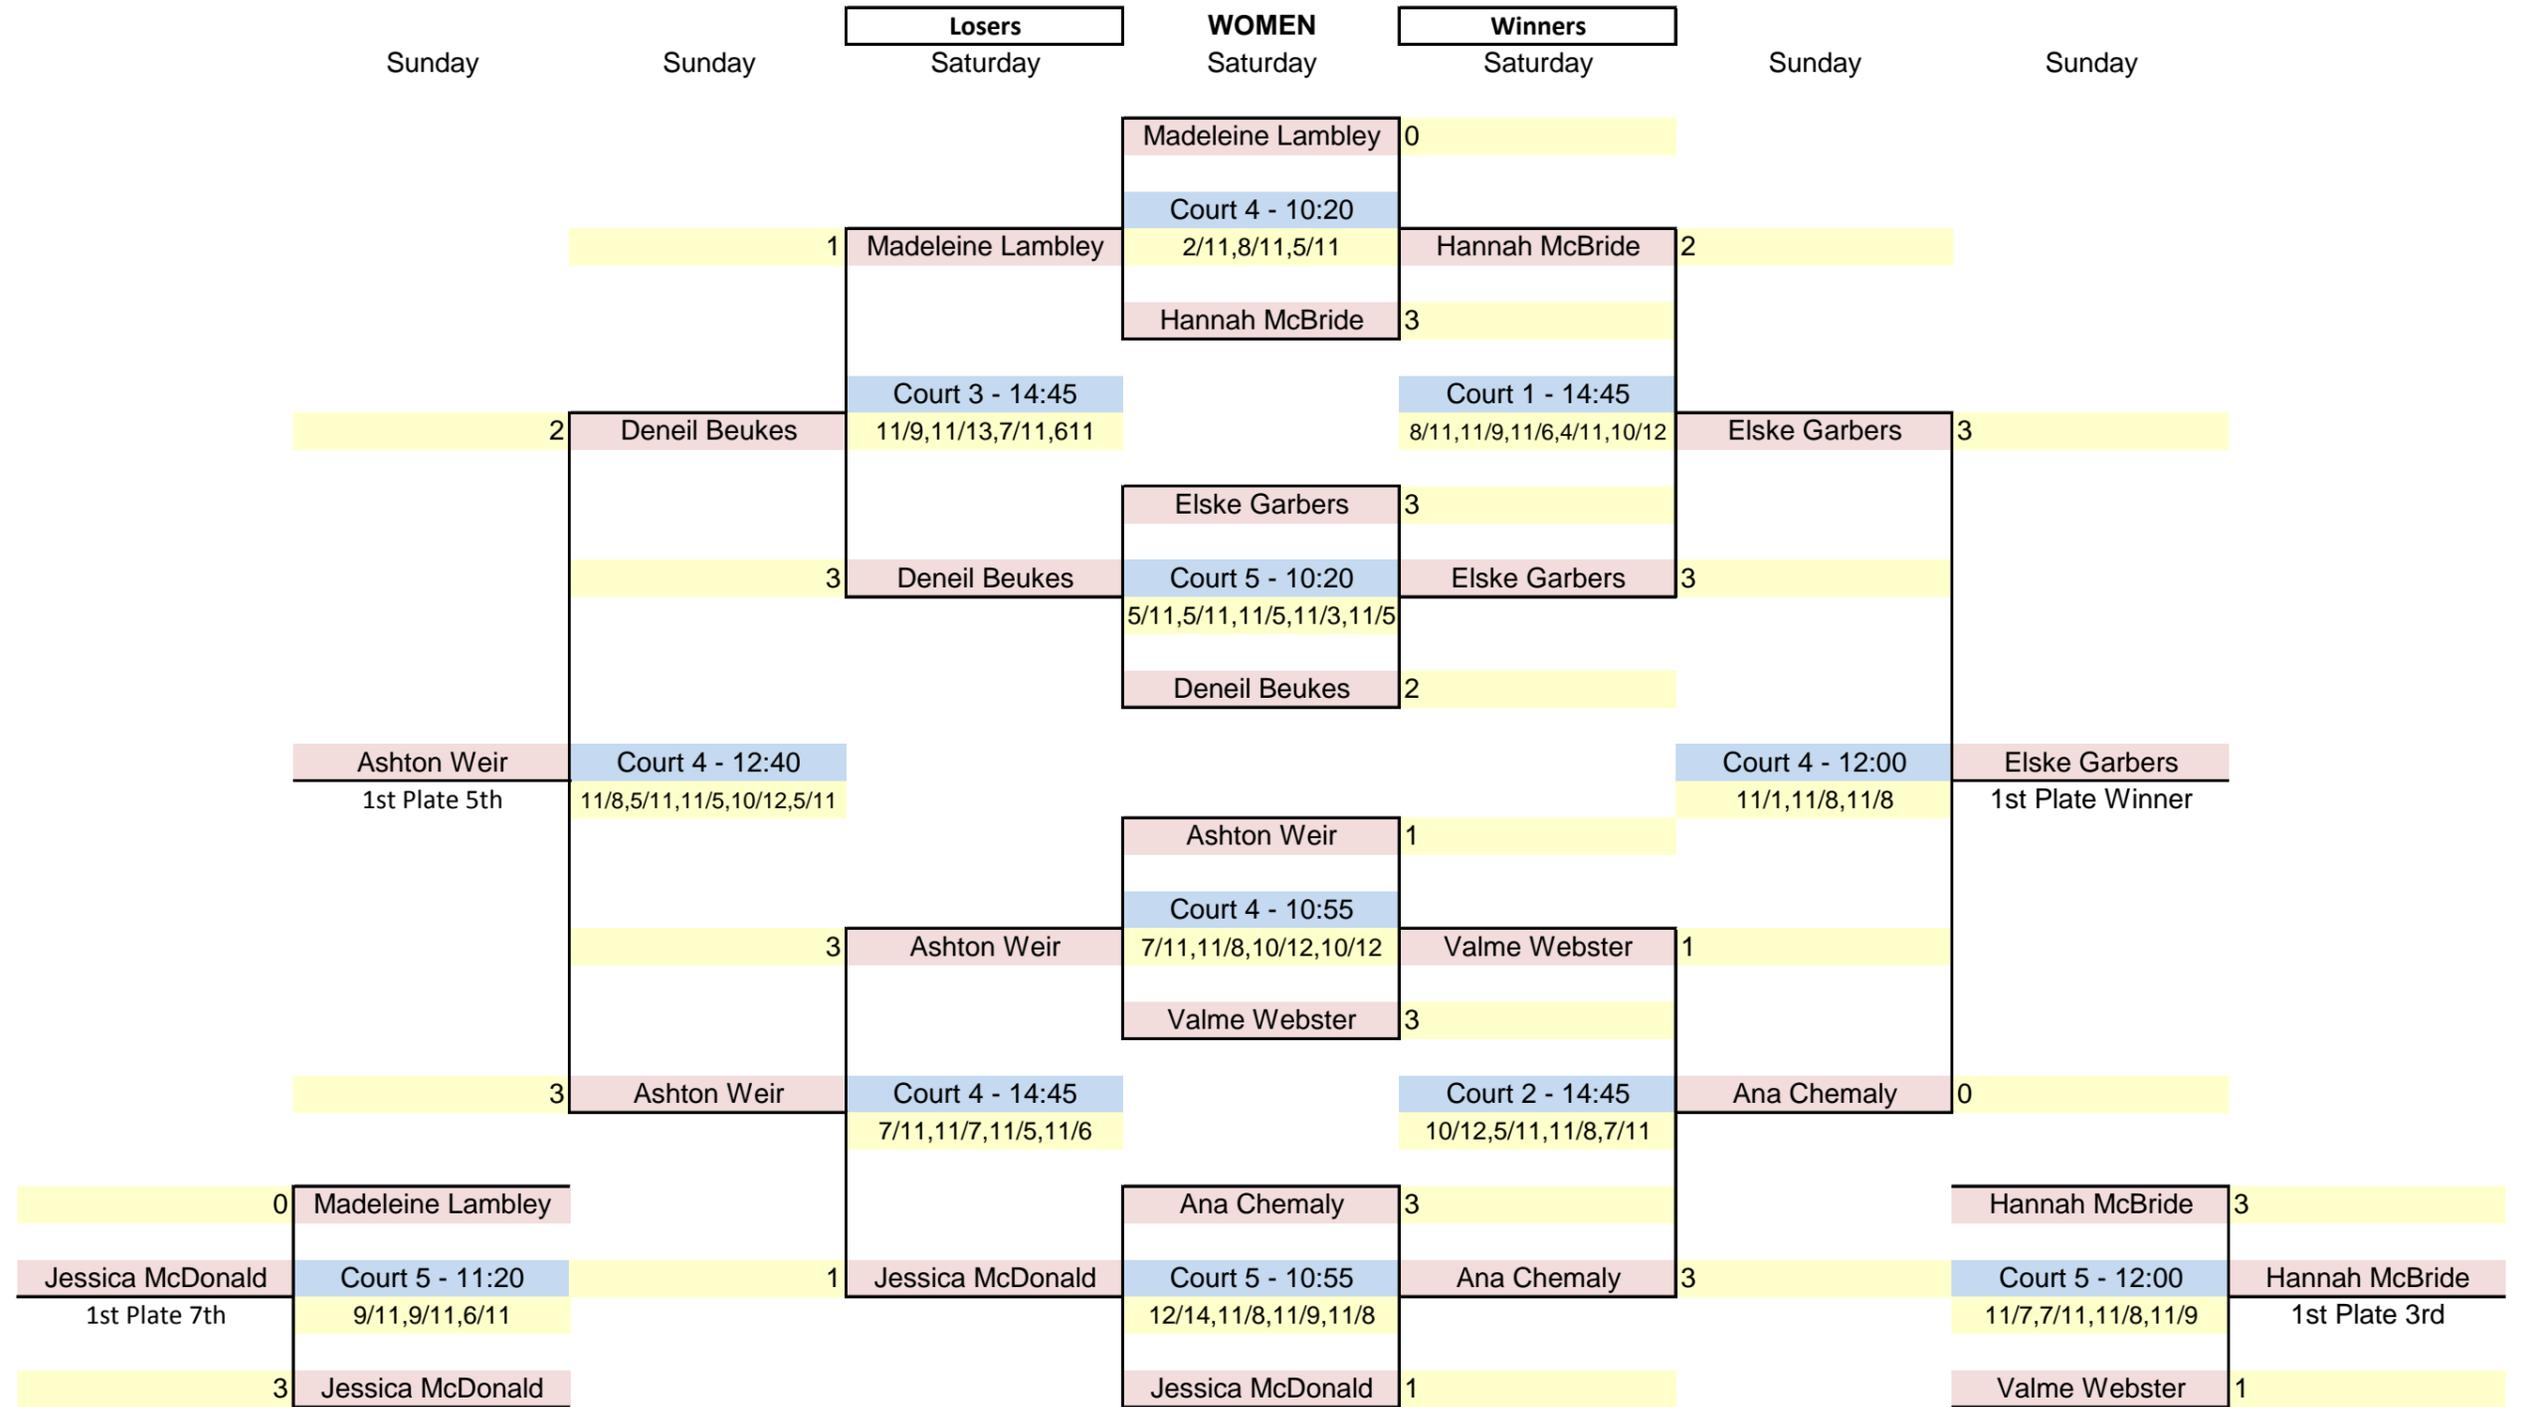 Losers WOMEN Winners
Sunday Sunday Saturday Saturday Saturday Sunday Sunday
Madeleine Lambley 0
Court 4 - 10:20
1 Madeleine Lambley 2/11,8/11,5/11 Hannah McBride 2
Hannah McBride 3
Court 3 - 14:45 Court 1 - 14:45
2 Deneil Beukes 11/9,11/13,7/11,611 8/11,11/9,11/6,4/11,10/12 Elske Garbers 3
Elske Garbers 3
3 Deneil Beukes Court 5 - 10:20 Elske Garbers 3
5/11,5/11,11/5,11/3,11/5
Deneil Beukes 2
Ashton Weir Court 4 - 12:40 Court 4 - 12:00 Elske Garbers
1st Plate 5th 11/8,5/11,11/5,10/12,5/11 11/1,11/8,11/8 1st Plate Winner
Ashton Weir 1
Court 4 - 10:55
3 Ashton Weir 7/11,11/8,10/12,10/12 Valme Webster 1
Valme Webster 3
3 Ashton Weir Court 4 - 14:45 Court 2 - 14:45 Ana Chemaly 0
7/11,11/7,11/5,11/6 10/12,5/11,11/8,7/11
0 Madeleine Lambley Ana Chemaly 3 Hannah McBride 3
Jessica McDonald Court 5 - 11:20 1 Jessica McDonald Court 5 - 10:55 Ana Chemaly 3 Court 5 - 12:00 Hannah McBride
1st Plate 7th 9/11,9/11,6/11 12/14,11/8,11/9,11/8 11/7,7/11,11/8,11/9 1st Plate 3rd
3 Jessica McDonald Jessica McDonald 1 Valme Webster 1